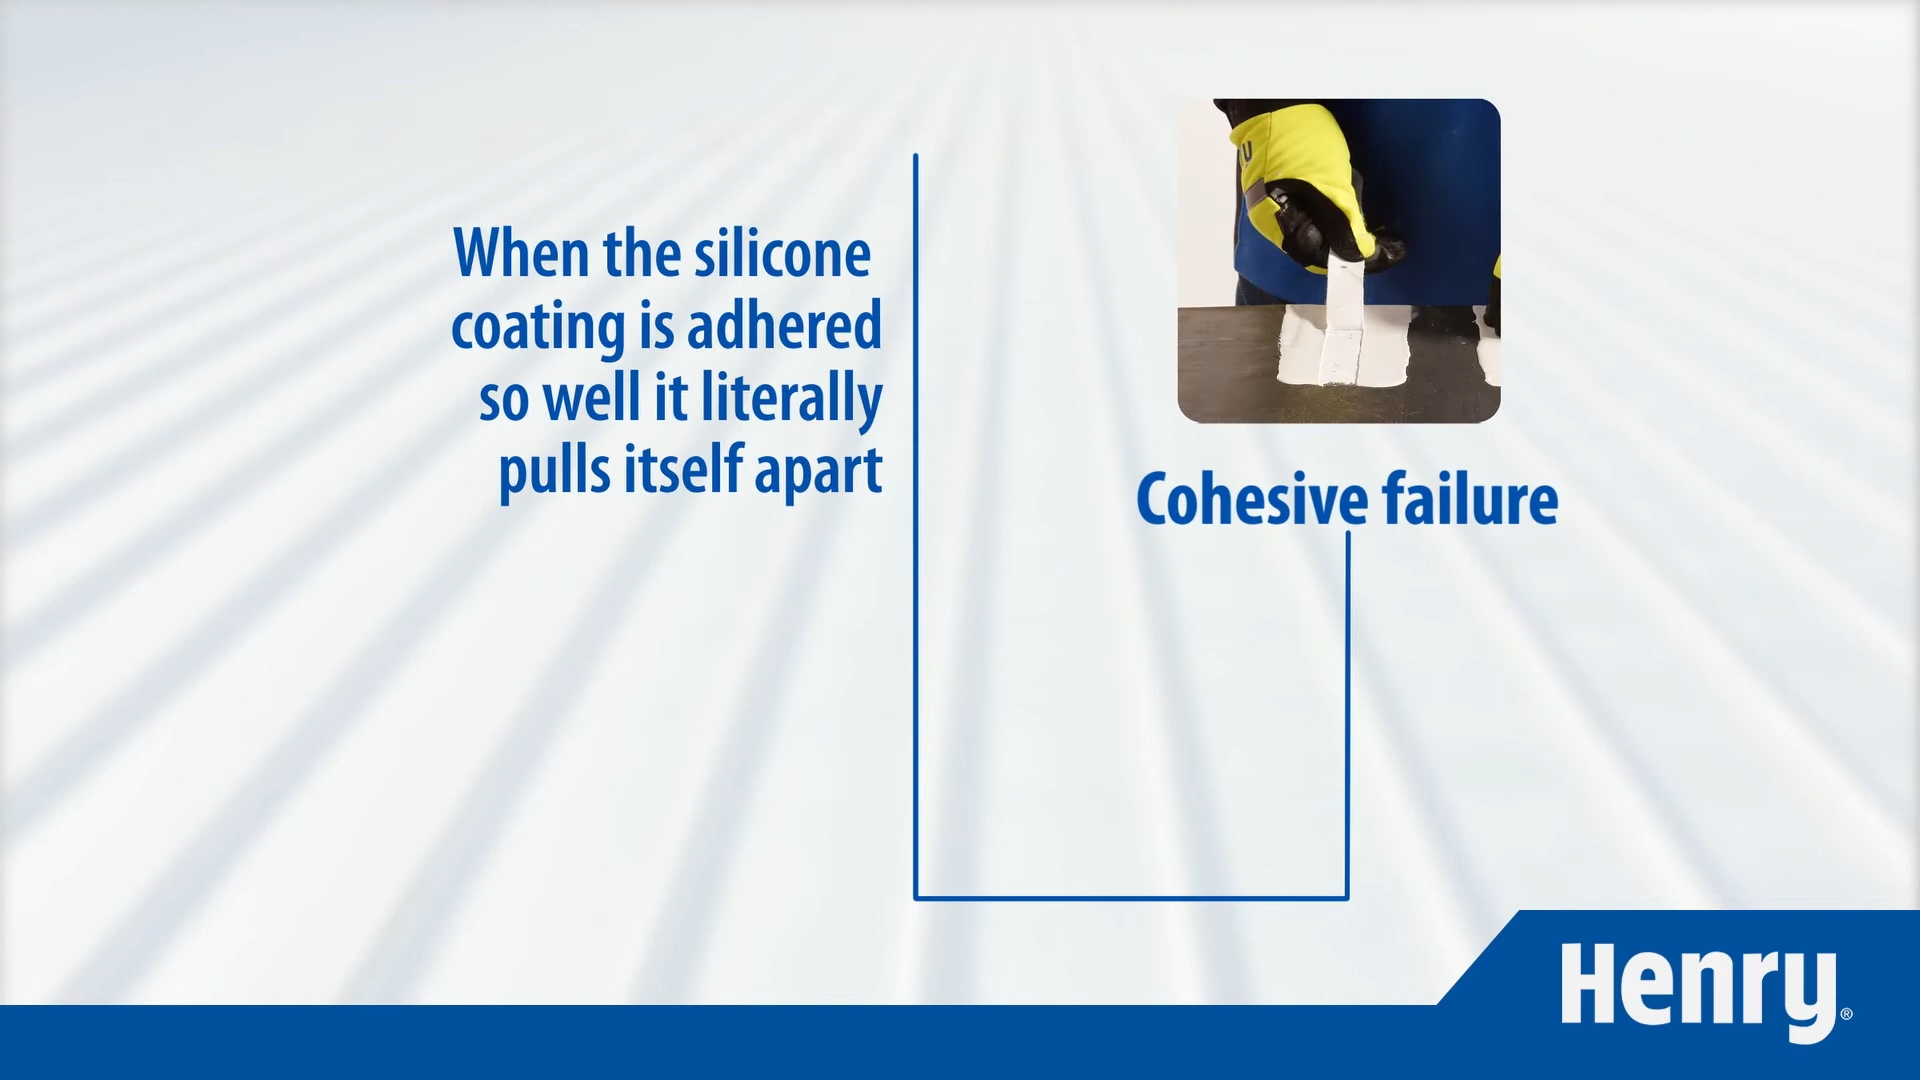 When the silicone
coating is adhered
so well it literally
pulls itself apart
Cohesive failure
Henry®